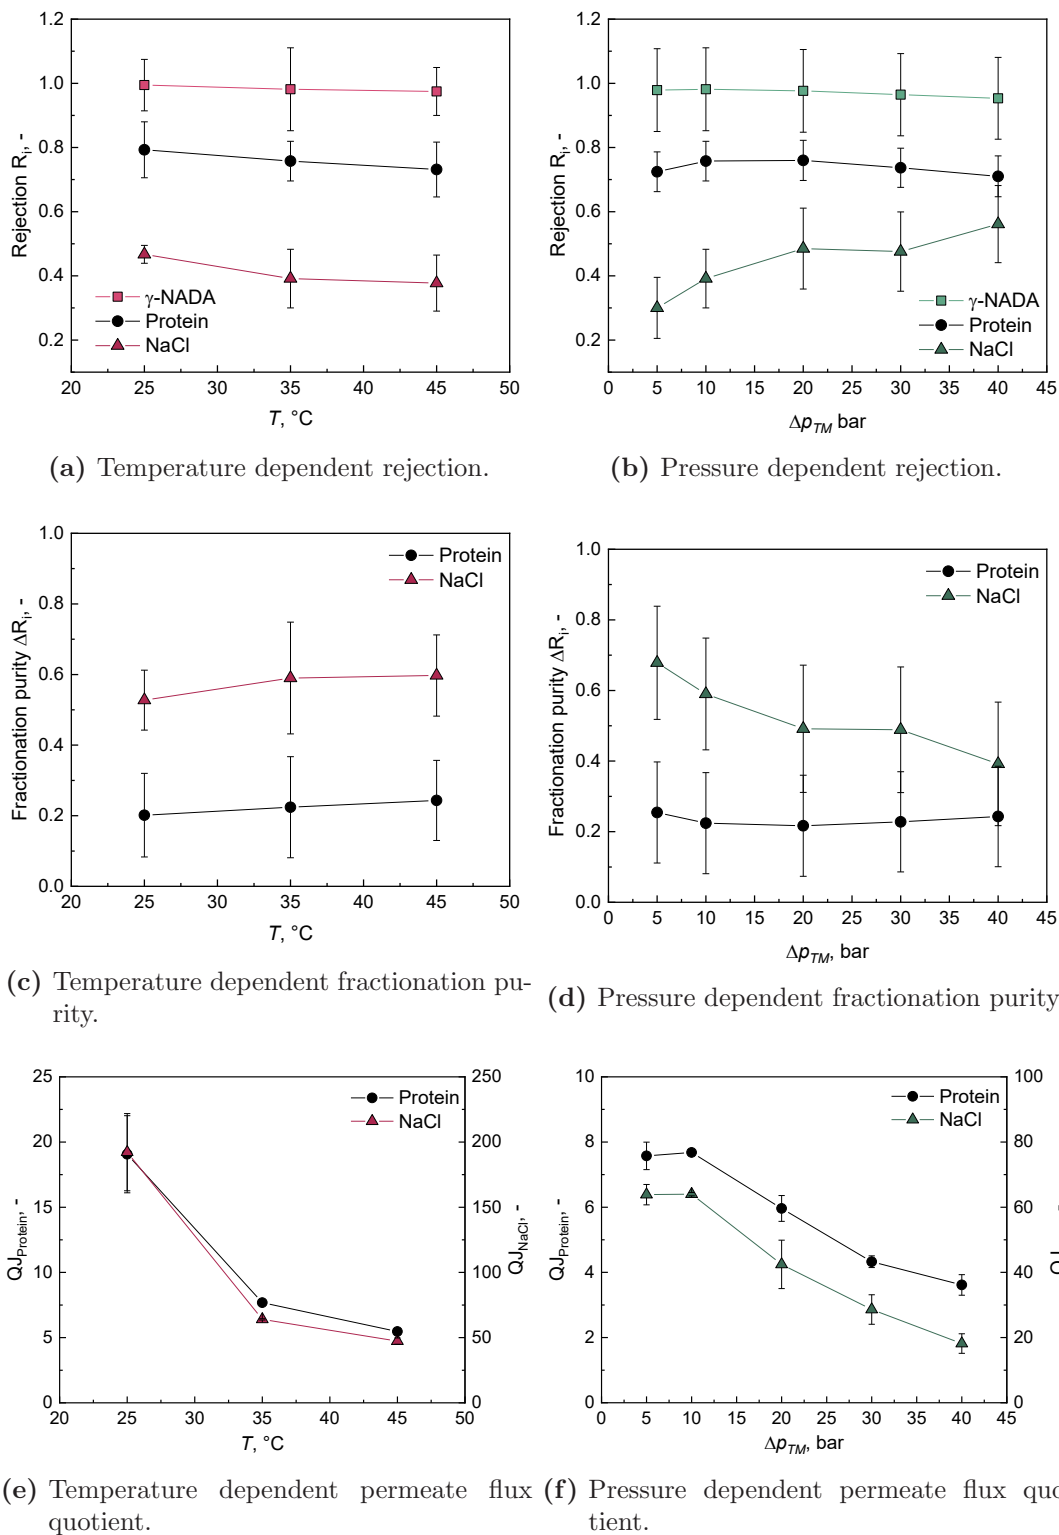 1.2
1.0
0.8
0.6
0.4
0.2
Rejection Rᵢ, -
γ-NADA
Protein
NaCl
20 25 30 35 40 45 50
T, °C
(a) Temperature dependent rejection.
1.2
1.0
0.8
0.6
0.4
0.2
Rejection Rᵢ, -
γ-NADA
Protein
NaCl
0 5 10 15 20 25 30 35 40 45
Δp_TM bar
(b) Pressure dependent rejection.
1.0
0.8
0.6
0.4
0.2
0.0
Fractionation purity ΔRᵢ, -
Protein
NaCl
20 25 30 35 40 45 50
T, °C
(c) Temperature dependent fractionation pu-
rity.
1.0
0.8
0.6
0.4
0.2
0.0
Fractionation purity ΔRᵢ, -
Protein
NaCl
0 5 10 15 20 25 30 35 40 45
Δp_TM, bar
(d) Pressure dependent fractionation purity
25
20
15
10
5
0
QJ_Protein, -
Protein
NaCl
250
200
150
100
50
0
QJ_NaCl, -
20 25 30 35 40 45 50
T, °C
(e) Temperature dependent permeate flux
quotient.
10
8
6
4
2
0
QJ_Protein, -
Protein
NaCl
100
80
60
40
20
0
0 5 10 15 20 25 30 35 40 45
Δp_TM, bar
(f) Pressure dependent permeate flux quo
tient.